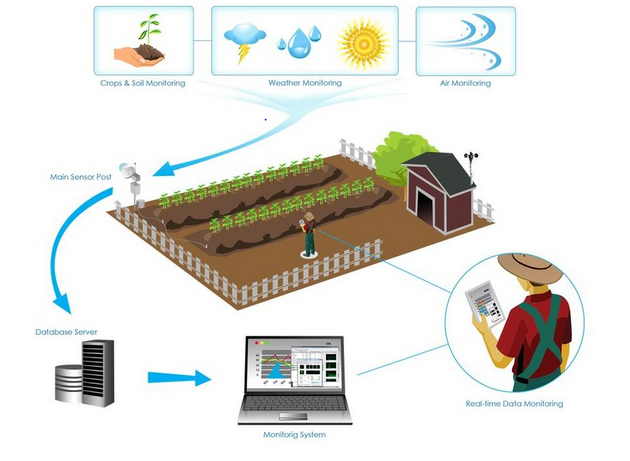 Crops & Soil Monitoring
Weather Monitoring
Air Monitoring
Main Sensor Post
Database Server
Monitorig System
Real-time Data Monitoring